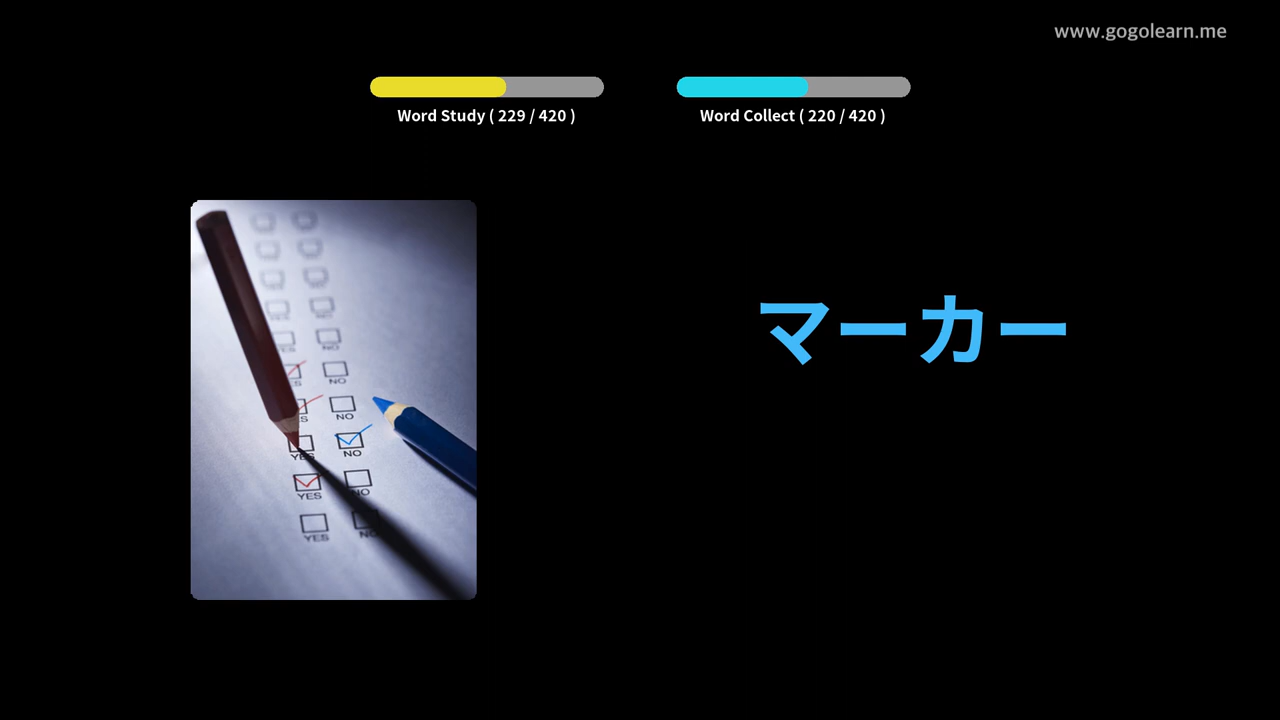 www.gogolearn.me
Word Study ( 229 / 420 )
Word Collect ( 220 / 420 )
マーカー
NO
NO
NO
YES
NO
YES
NO
YES
NO